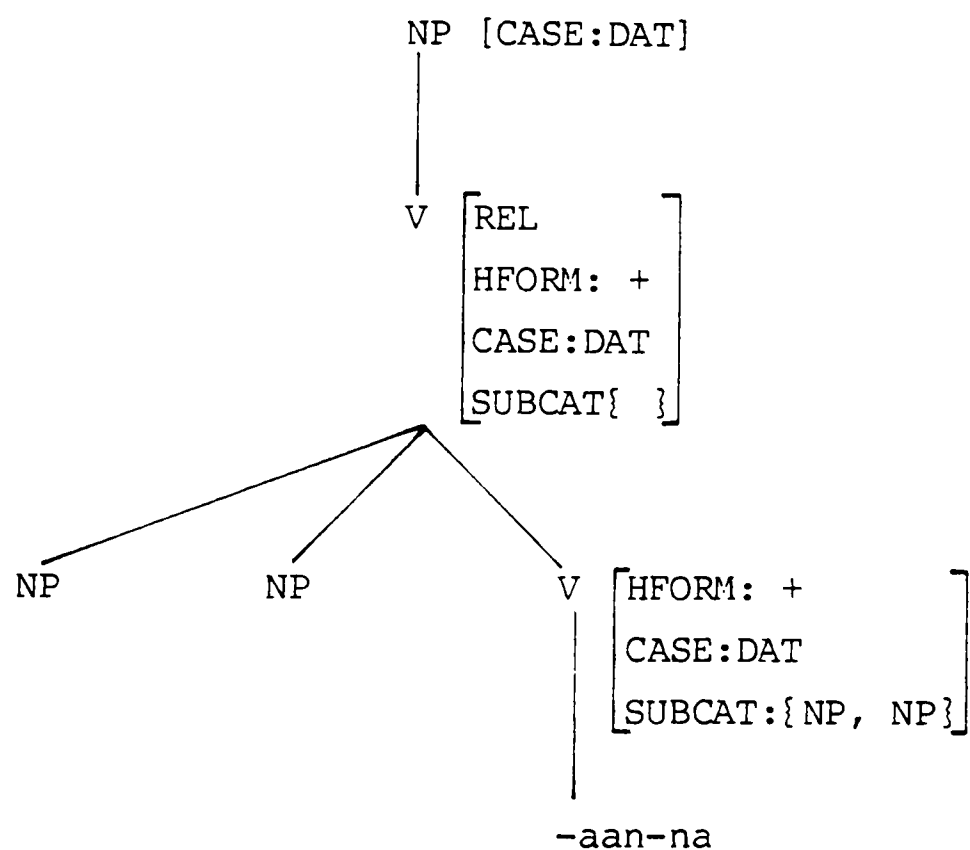 NP [CASE:DAT]
V [REL
HFORM: +
CASE:DAT
SUBCAT{ }]
NP NP V [HFORM: +
CASE:DAT
SUBCAT:{NP, NP}]
-aan-na